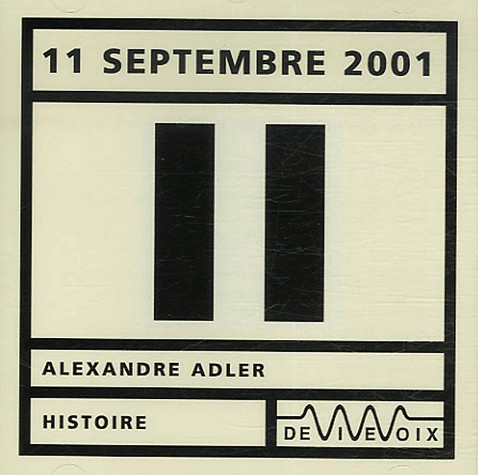 11 SEPTEMBRE 2001
ALEXANDRE ADLER
HISTOIRE
DE VIVE VOIX